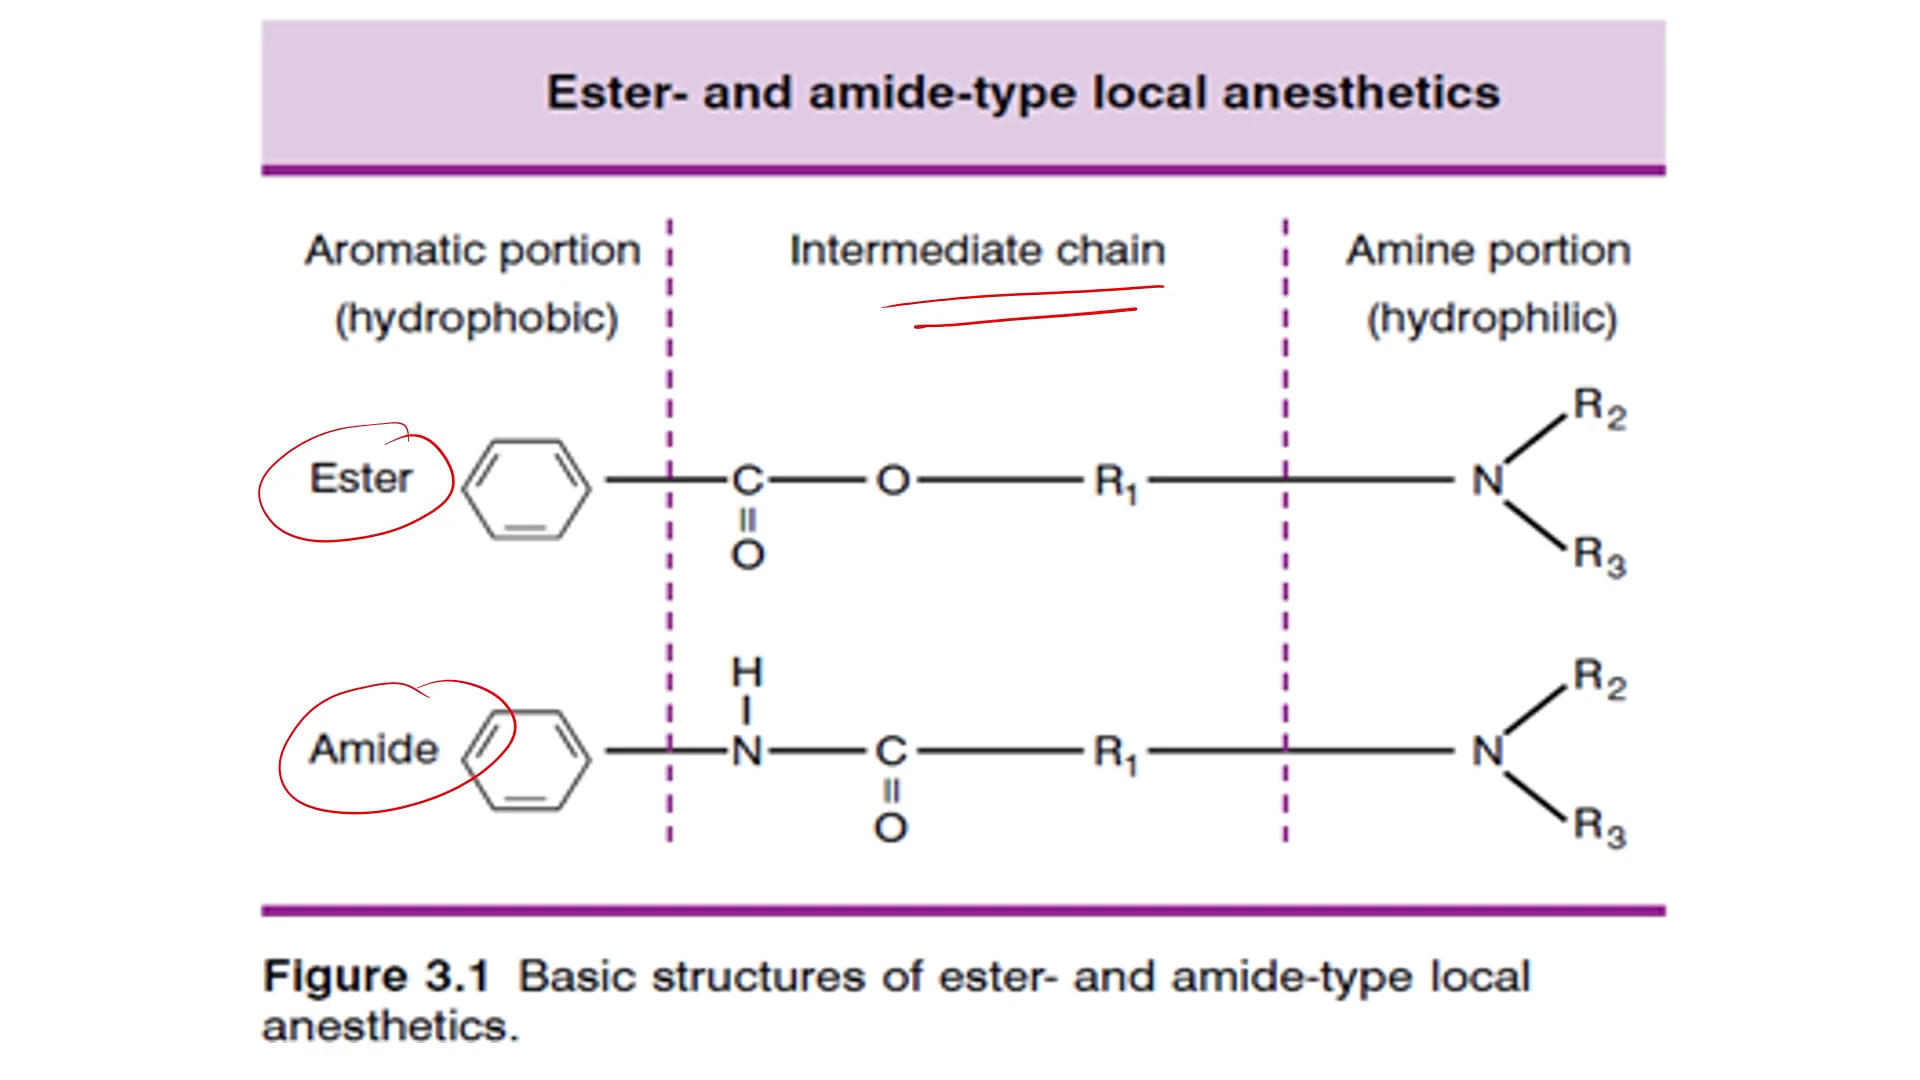 Ester- and amide-type local anesthetics
Aromatic portion
(hydrophobic)
Intermediate chain
Amine portion
(hydrophilic)
Ester
C
O
R1
N
R2
R3
O
Amide
H
N
C
R1
N
R2
R3
O
Figure 3.1 Basic structures of ester- and amide-type local
anesthetics.